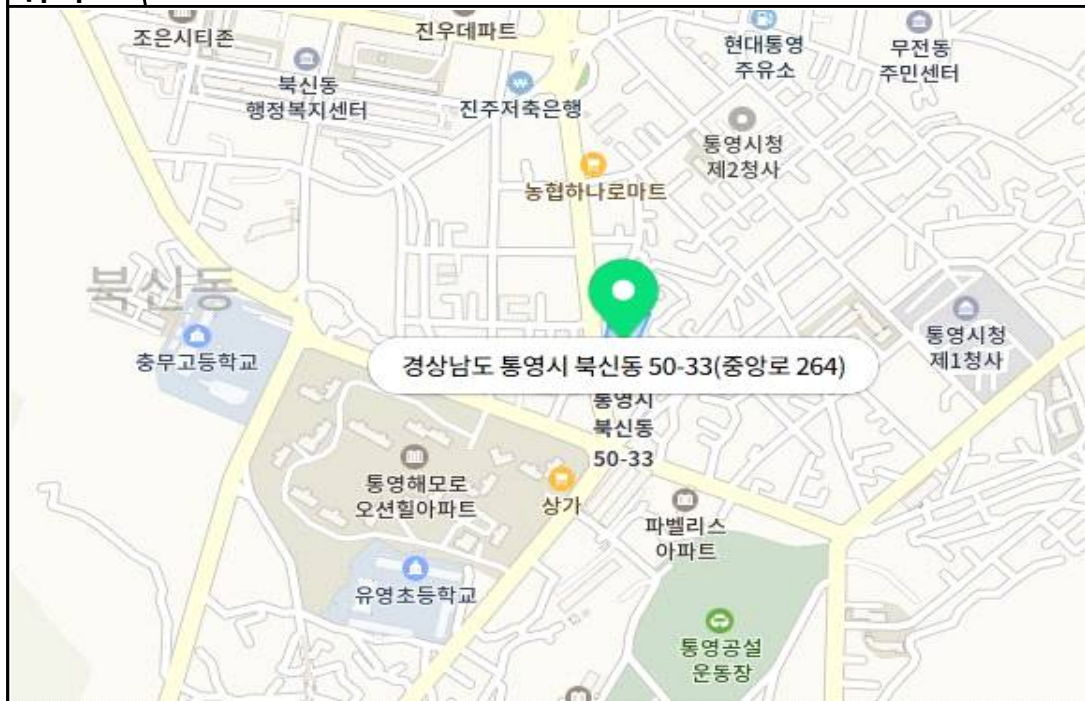 조은시티존
진우데파트
현대통영
주유소
무전동
주민센터
북신동
행정복지센터
진주저축은행
통영시청
제2청사
농협하나로마트
북신동
충무고등학교
통영시청
제1청사
경상남도 통영시 북신동 50-33(중앙로 264)
통영시
북신동
50-33
통영해모로
오션힐아파트
상가
파벨리스
아파트
유영초등학교
통영공설
운동장